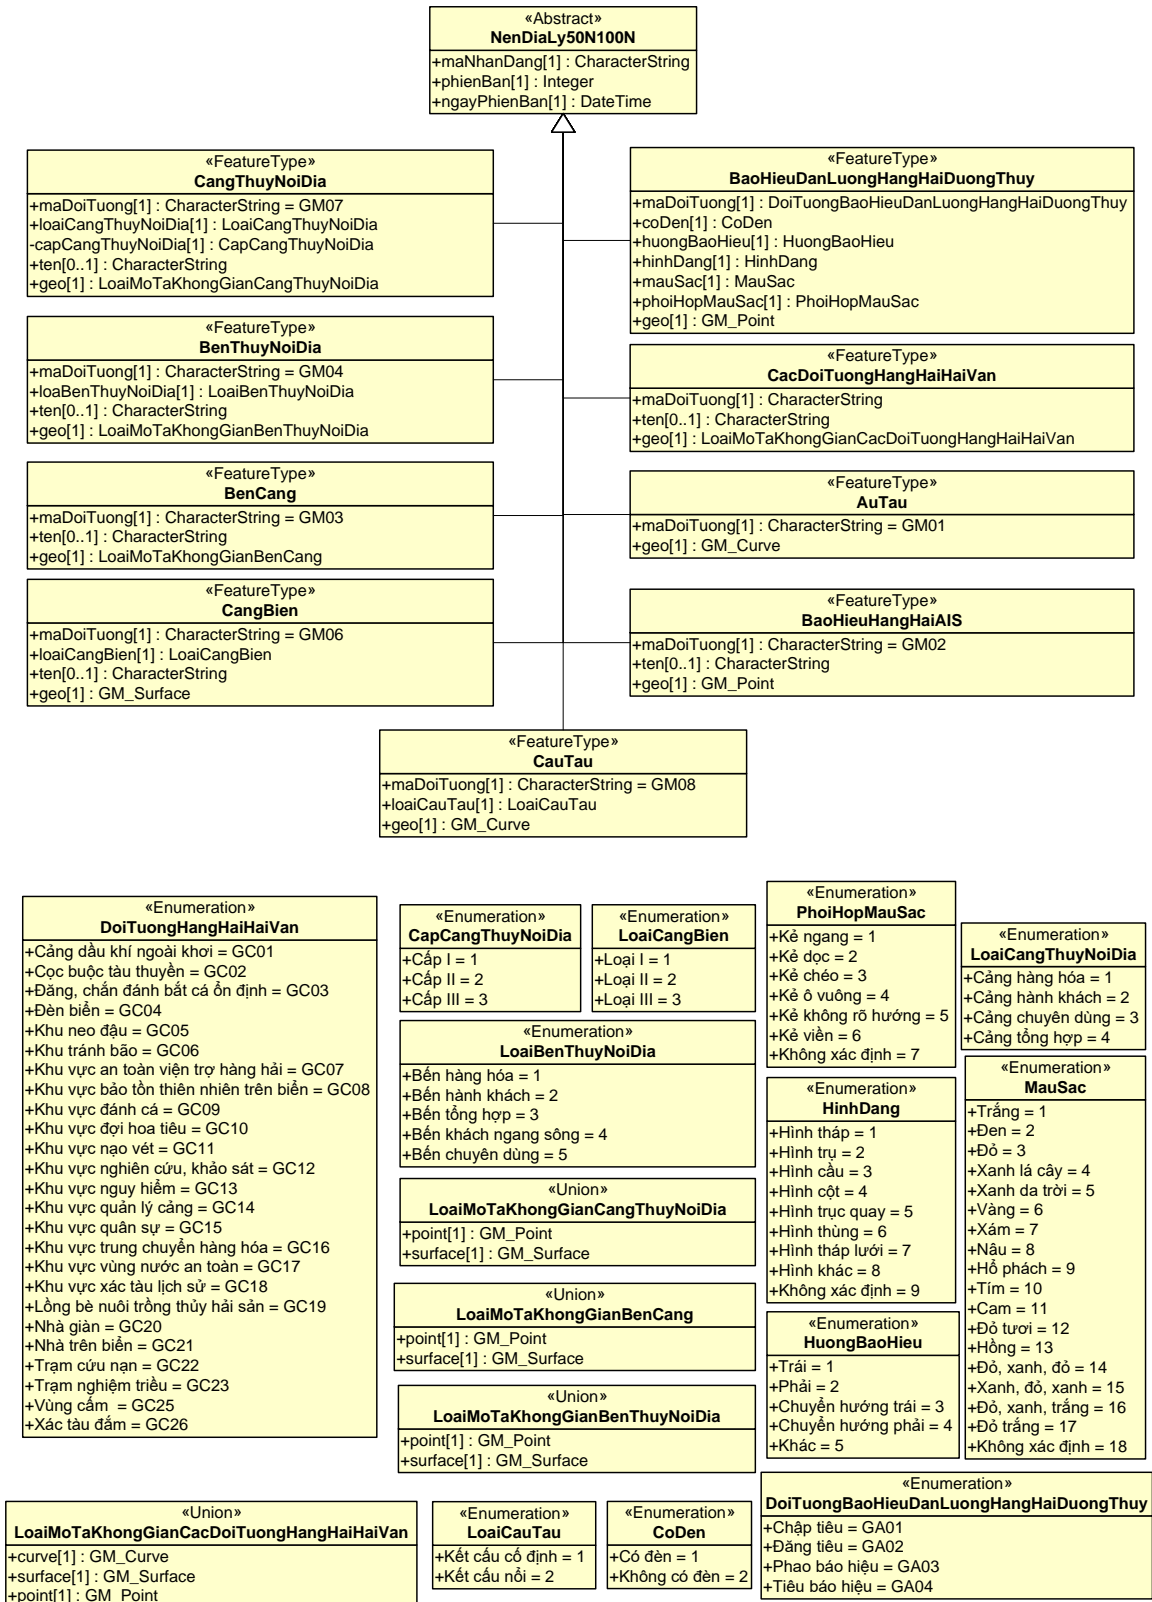 «Abstract»
NenDiaLy50N100N
+maNhanDang[1] : CharacterString
+phienBan[1] : Integer
+ngayPhienBan[1] : DateTime
«FeatureType»
CangThuyNoiDia
+maDoiTuong[1] : CharacterString = GM07
+loaiCangThuyNoiDia[1] : LoaiCangThuyNoiDia
-capCangThuyNoiDia[1] : CapCangThuyNoiDia
+ten[0..1] : CharacterString
+geo[1] : LoaiMoTaKhongGianCangThuyNoiDia
«FeatureType»
BaoHieuDanLuongHangHaiDuongThuy
+maDoiTuong[1] : DoiTuongBaoHieuDanLuongHangHaiDuongThuy
+coDen[1] : CoDen
+huongBaoHieu[1] : HuongBaoHieu
+hinhDang[1] : HinhDang
+mauSac[1] : MauSac
+phoiHopMauSac[1] : PhoiHopMauSac
+geo[1] : GM_Point
«FeatureType»
BenThuyNoiDia
+maDoiTuong[1] : CharacterString = GM04
+loaBenThuyNoiDia[1] : LoaiBenThuyNoiDia
+ten[0..1] : CharacterString
+geo[1] : LoaiMoTaKhongGianBenThuyNoiDia
«FeatureType»
CacDoiTuongHangHaiHaiVan
+maDoiTuong[1] : CharacterString
+ten[0..1] : CharacterString
+geo[1] : LoaiMoTaKhongGianCacDoiTuongHangHaiHaiVan
«FeatureType»
BenCang
+maDoiTuong[1] : CharacterString = GM03
+ten[0..1] : CharacterString
+geo[1] : LoaiMoTaKhongGianBenCang
«FeatureType»
AuTau
+maDoiTuong[1] : CharacterString = GM01
+geo[1] : GM_Curve
«FeatureType»
CangBien
+maDoiTuong[1] : CharacterString = GM06
+loaiCangBien[1] : LoaiCangBien
+ten[0..1] : CharacterString
+geo[1] : GM_Surface
«FeatureType»
BaoHieuHangHaiAIS
+maDoiTuong[1] : CharacterString = GM02
+ten[0..1] : CharacterString
+geo[1] : GM_Point
«FeatureType»
CauTau
+maDoiTuong[1] : CharacterString = GM08
+loaiCauTau[1] : LoaiCauTau
+geo[1] : GM_Curve
«Enumeration»
DoiTuongHangHaiHaiVan
+Cảng dầu khí ngoài khơi = GC01
+Cọc buộc tàu thuyền = GC02
+Đăng, chắn đánh bắt cá ổn định = GC03
+Đèn biển = GC04
+Khu neo đậu = GC05
+Khu tránh bão = GC06
+Khu vực an toàn viện trợ hàng hải = GC07
+Khu vực bảo tồn thiên nhiên trên biển = GC08
+Khu vực đánh cá = GC09
+Khu vực đợi hoa tiêu = GC10
+Khu vực nạo vét = GC11
+Khu vực nghiên cứu, khảo sát = GC12
+Khu vực nguy hiểm = GC13
+Khu vực quản lý cảng = GC14
+Khu vực quân sự = GC15
+Khu vực trung chuyển hàng hóa = GC16
+Khu vực vùng nước an toàn = GC17
+Khu vực xác tàu lịch sử = GC18
+Lồng bè nuôi trồng thủy hải sản = GC19
+Nhà giàn = GC20
+Nhà trên biển = GC21
+Trạm cứu nạn = GC22
+Trạm nghiệm triều = GC23
+Vùng cấm = GC25
+Xác tàu đắm = GC26
«Enumeration»
CapCangThuyNoiDia
+Cấp I = 1
+Cấp II = 2
+Cấp III = 3
«Enumeration»
LoaiCangBien
+Loại I = 1
+Loại II = 2
+Loại III = 3
«Enumeration»
PhoiHopMauSac
+Kẻ ngang = 1
+Kẻ dọc = 2
+Kẻ chéo = 3
+Kẻ ô vuông = 4
+Kẻ không rõ hướng = 5
+Kẻ viền = 6
+Không xác định = 7
«Enumeration»
LoaiCangThuyNoiDia
+Cảng hàng hóa = 1
+Cảng hành khách = 2
+Cảng chuyên dùng = 3
+Cảng tổng hợp = 4
«Enumeration»
LoaiBenThuyNoiDia
+Bến hàng hóa = 1
+Bến hành khách = 2
+Bến tổng hợp = 3
+Bến khách ngang sông = 4
+Bến chuyên dùng = 5
«Enumeration»
HinhDang
+Hình tháp = 1
+Hình trụ = 2
+Hình cầu = 3
+Hình cột = 4
+Hình trục quay = 5
+Hình thùng = 6
+Hình tháp lưới = 7
+Hình khác = 8
+Không xác định = 9
«Enumeration»
MauSac
+Trắng = 1
+Đen = 2
+Đỏ = 3
+Xanh lá cây = 4
+Xanh da trời = 5
+Vàng = 6
+Xám = 7
+Nâu = 8
+Hổ phách = 9
+Tím = 10
+Cam = 11
+Đỏ tươi = 12
+Hồng = 13
+Đỏ, xanh, đỏ = 14
+Xanh, đỏ, xanh = 15
+Đỏ, xanh, trắng = 16
+Đỏ trắng = 17
+Không xác định = 18
«Union»
LoaiMoTaKhongGianCangThuyNoiDia
+point[1] : GM_Point
+surface[1] : GM_Surface
«Union»
LoaiMoTaKhongGianBenCang
+point[1] : GM_Point
+surface[1] : GM_Surface
«Enumeration»
HuongBaoHieu
+Trái = 1
+Phải = 2
+Chuyển hướng trái = 3
+Chuyển hướng phải = 4
+Khác = 5
«Union»
LoaiMoTaKhongGianBenThuyNoiDia
+point[1] : GM_Point
+surface[1] : GM_Surface
«Union»
LoaiMoTaKhongGianCacDoiTuongHangHaiHaiVan
+curve[1] : GM_Curve
+surface[1] : GM_Surface
+point[1] : GM_Point
«Enumeration»
LoaiCauTau
+Kết cấu cố định = 1
+Kết cấu nổi = 2
«Enumeration»
CoDen
+Có đèn = 1
+Không có đèn = 2
«Enumeration»
DoiTuongBaoHieuDanLuongHangHaiDuongThuy
+Chập tiêu = GA01
+Đăng tiêu = GA02
+Phao báo hiệu = GA03
+Tiêu báo hiệu = GA04